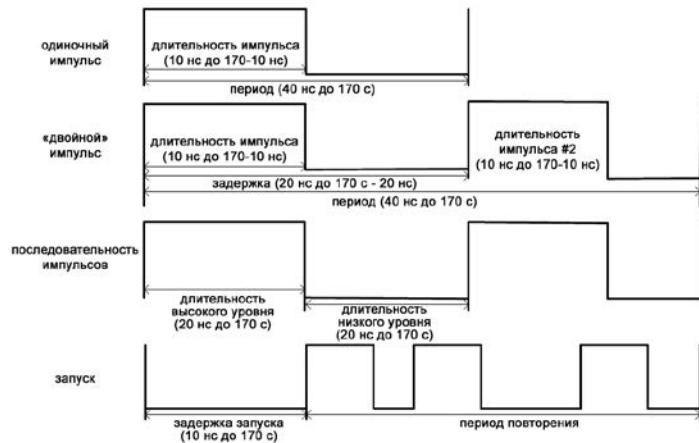 одиночный
импульс
длительность импульса
(10 нс до 170-10 нс)
период (40 нс до 170 с)
«двойной»
импульс
длительность импульса
(10 нс до 170-10 нс)
длительность
импульса #2
(10 нс до 170-10 нс)
задержка (20 нс до 170 с - 20 нс)
период (40 нс до 170 с)
последовательность
импульсов
длительность
высокого уровня
(20 нс до 170 с)
длительность
низкого уровня
(20 нс до 170 с)
запуск
задержка запуска
(10 нс до 170 с)
период повторения